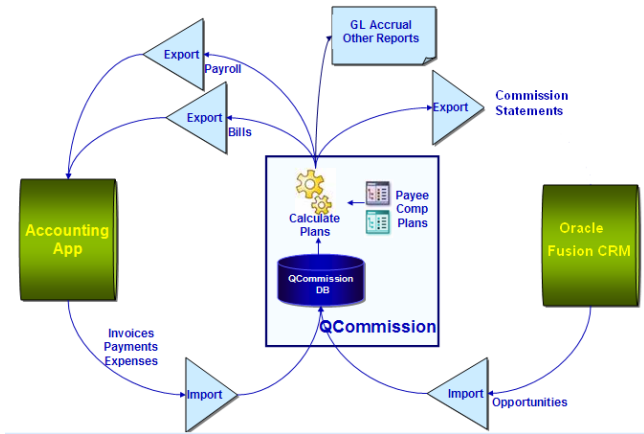 GL Accrual
Other Reports
Export
Payroll
Export
Commission
Statements
Export
Bills
Calculate
Plans
Payee
Comp
Plans
Accounting
App
Oracle
Fusion CRM
QCommission
DB
QCommission
Invoices
Payments
Expenses
Import
Import
Opportunities